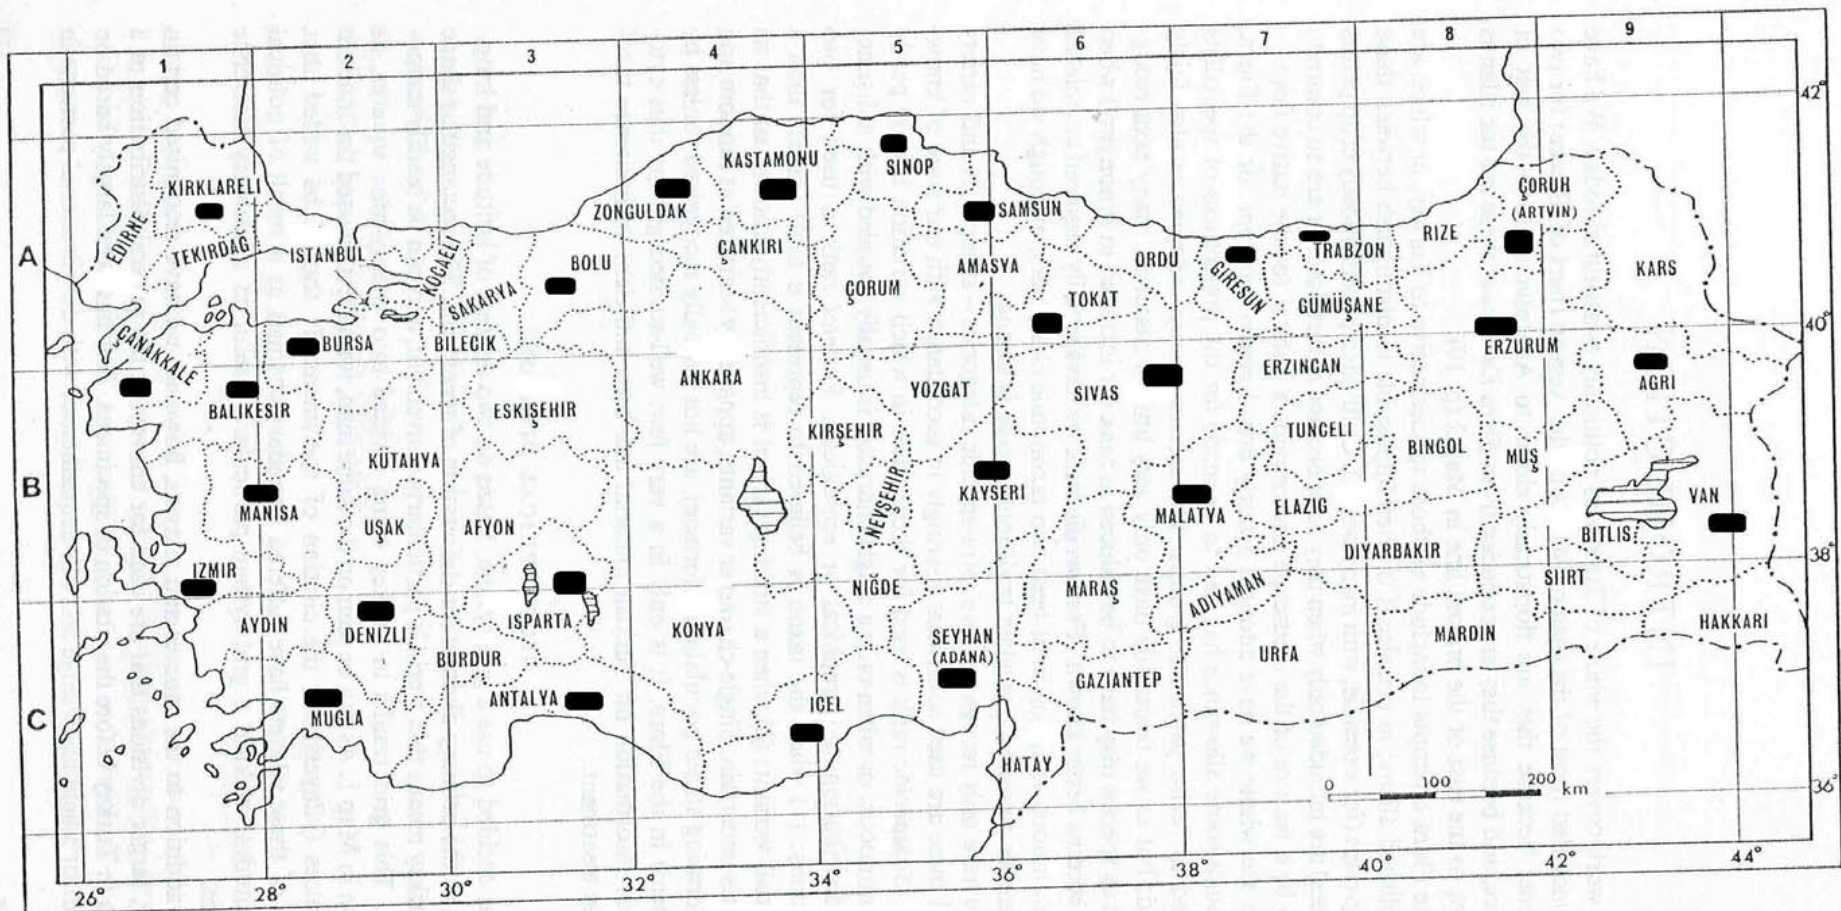 1 2 3 4 5 6 7 8 9
42°
KASTAMONU
SINOP
KIRKLARELI
ÇORUH
(ARTVIN)
ZONGULDAK
SAMSUN
EDIRNE
TEKIRDAG
ISTANBUL
KOCAELI
BOLU
ÇANKIRI
RIZE
TRABZON
A
AMASYA
ORDU
GIRESUN
KARS
SAKARYA
ÇORUM
TOKAT
GÜMÜŞANE
40°
ÇANAKKALE
BURSA
BILECIK
ERZURUM
ANKARA
YOZGAT
SIVAS
ERZINCAN
AGRI
BALIKESIR
ESKIŞEHIR
KIRŞEHIR
TUNCELI
BINGOL
MUŞ
KÜTAHYA
B
NEVŞEHIR
KAYSERI
VAN
MANISA
UŞAK
AFYON
MALATYA
ELAZIG
BITLIS
DIYARBAKIR
38°
IZMIR
NIĞDE
MARAŞ
ADIYAMAN
SIIRT
AYDIN
DENIZLI
ISPARTA
KONYA
SEYHAN
(ADANA)
MARDIN
HAKKARI
BURDUR
URFA
GAZIANTEP
C
MUGLA
ANTALYA
ICEL
HATAY
0 100 200 km
36°
26° 28° 30° 32° 34° 36° 38° 40° 42° 44°